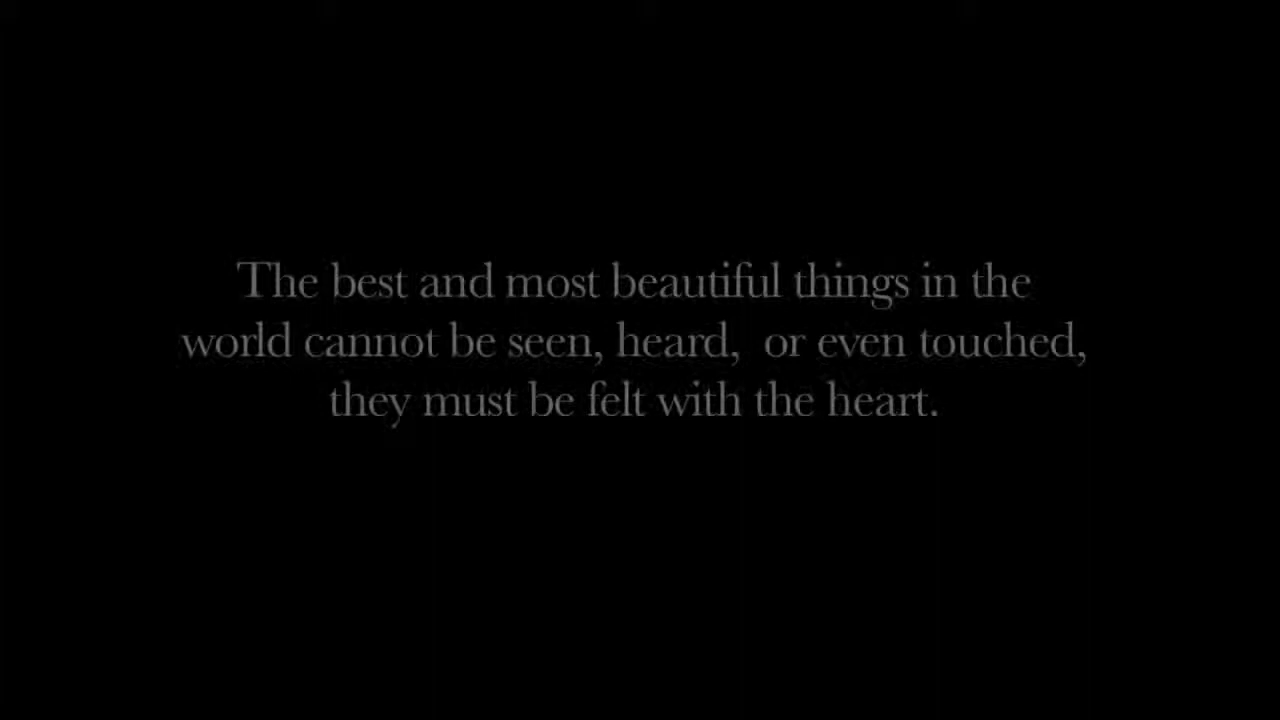 The best and most beautiful things in the
world cannot be seen, heard,  or even touched,
they must be felt with the heart.